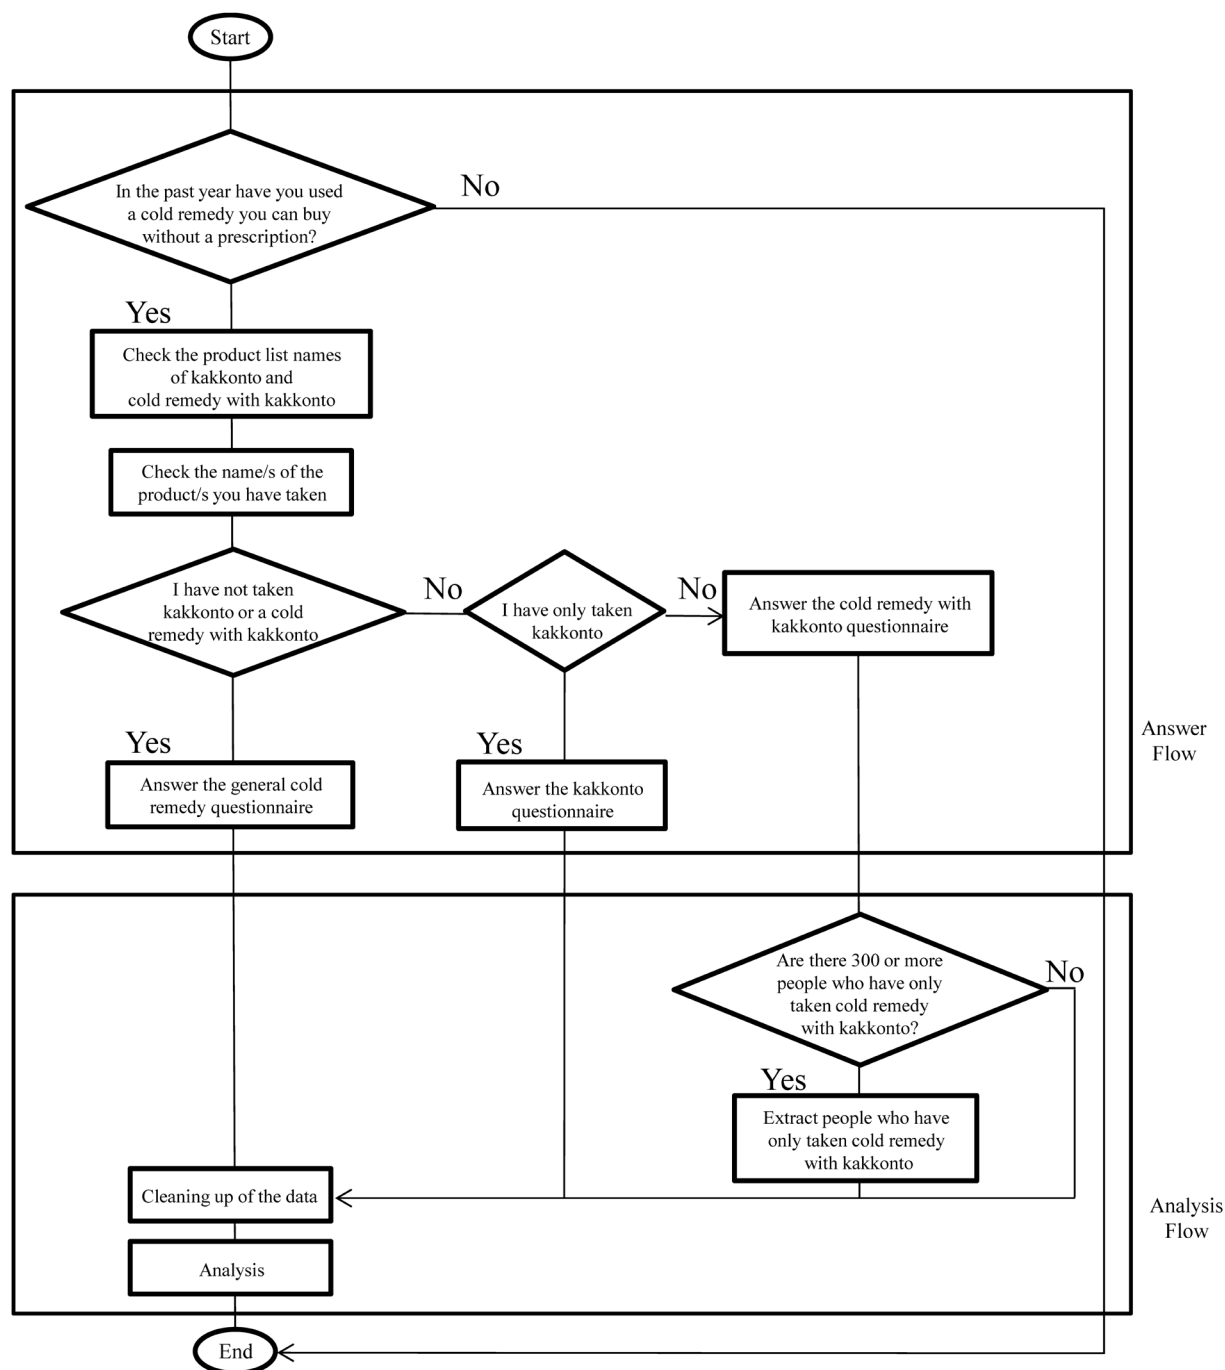 Start
In the past year have you used
a cold remedy you can buy
without a prescription?
No
Yes
Check the product list names
of kakkonto and
cold remedy with kakkonto
Check the name/s of the
product/s you have taken
I have not taken
kakkonto or a cold
remedy with kakkonto
No
I have only taken
kakkonto
No
Answer the cold remedy with
kakkonto questionnaire
Yes
Answer the general cold
remedy questionnaire
Yes
Answer the kakkonto
questionnaire
Answer
Flow
Are there 300 or more
people who have only
taken cold remedy
with kakkonto?
No
Yes
Extract people who have
only taken cold remedy
with kakkonto
Cleaning up of the data
Analysis
Analysis
Flow
End